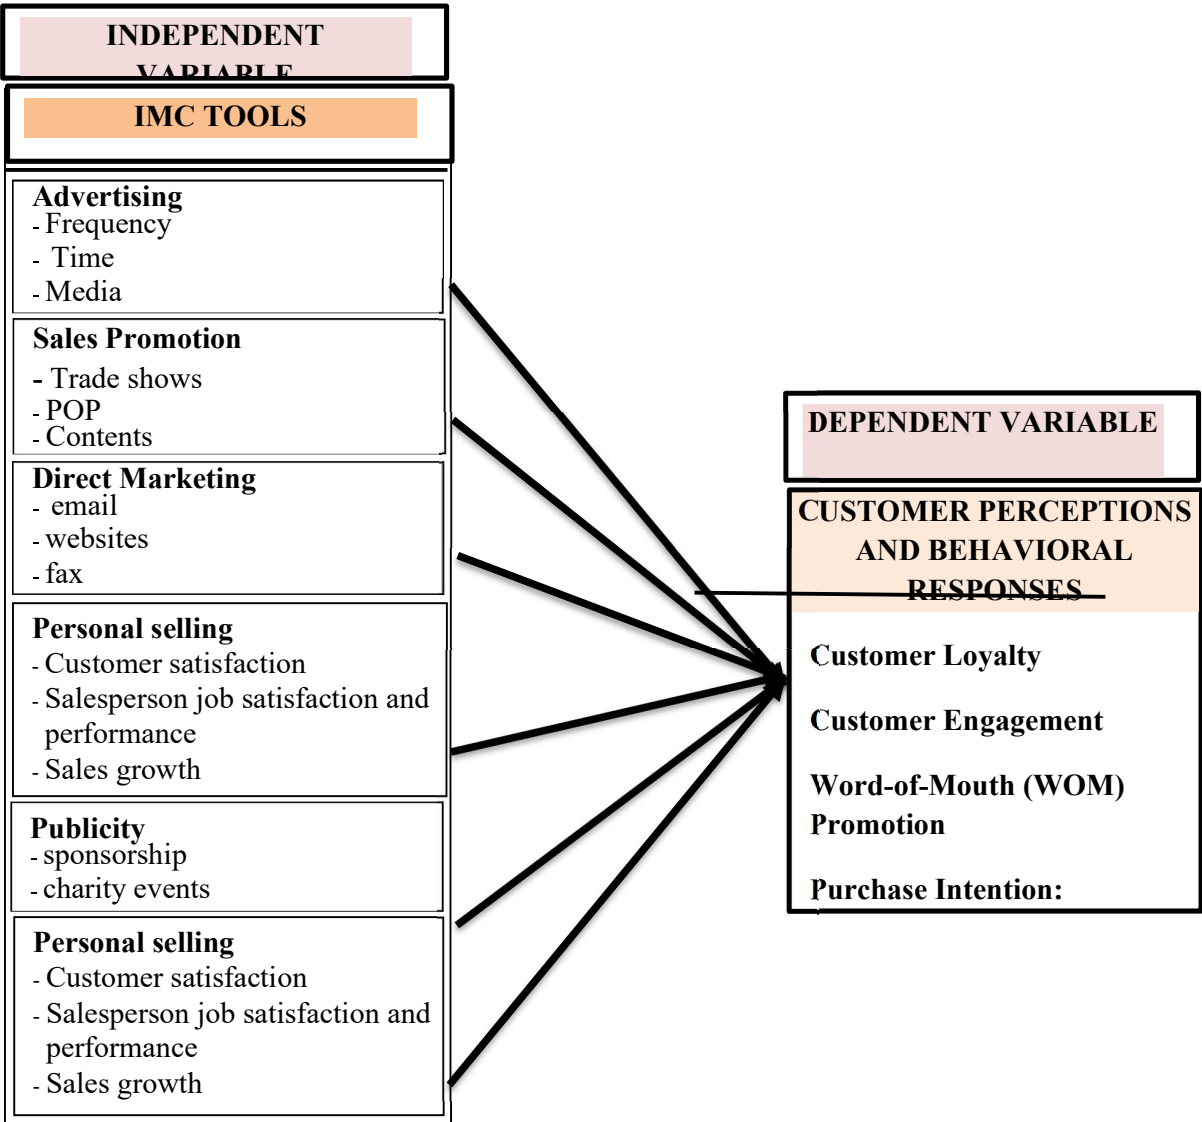 INDEPENDENT
VARIABLE
IMC TOOLS
Advertising
- Frequency
- Time
- Media
Sales Promotion
- Trade shows
- POP
- Contents
Direct Marketing
- email
- websites
- fax
Personal selling
- Customer satisfaction
- Salesperson job satisfaction and
performance
- Sales growth
Publicity
- sponsorship
- charity events
Personal selling
- Customer satisfaction
- Salesperson job satisfaction and
performance
- Sales growth
DEPENDENT VARIABLE
CUSTOMER PERCEPTIONS
AND BEHAVIORAL
RESPONSES
Customer Loyalty
Customer Engagement
Word-of-Mouth (WOM)
Promotion
Purchase Intention: